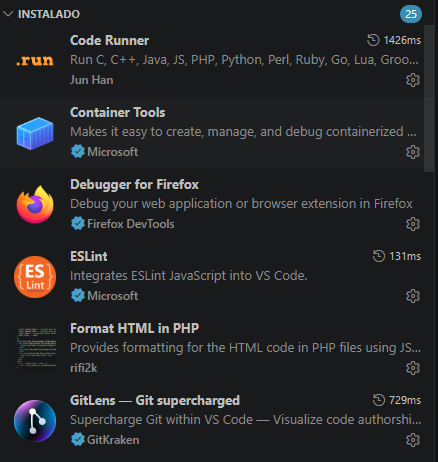 INSTALADO 25
Code Runner 1426ms
.run
Run C, C++, Java, JS, PHP, Python, Perl, Ruby, Go, Lua, Groo...
Jun Han
Container Tools
Makes it easy to create, manage, and debug containerized ...
Microsoft
Debugger for Firefox
Debug your web application or browser extension in Firefox
Firefox DevTools
ESLint 131ms
ES
Lint
Integrates ESLint JavaScript into VS Code.
Microsoft
Format HTML in PHP
Provides formatting for the HTML code in PHP files using JS...
rifi2k
GitLens — Git supercharged 729ms
Supercharge Git within VS Code — Visualize code authorshi...
GitKraken